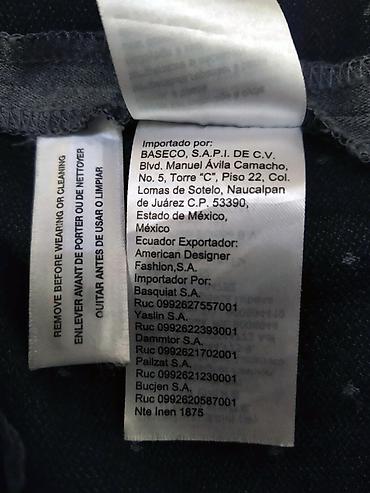 REMOVE BEFORE WEARING OR CLEANING
ENLEVER AVANT DE PORTER OU DE NETTOYER
QUITAR ANTES DE USAR O LIMPIAR
Importado por:
BASECO, S.A.P.I. DE C.V.
Blvd. Manuel Ávila Camacho,
No. 5, Torre "C", Piso 22, Col.
Lomas de Sotelo, Naucalpan
de Juárez C.P. 53390,
Estado de México,
México
Ecuador Exportador:
American Designer
Fashion,S.A.
Importador Por:
Basquiat S.A.
Ruc 0992627557001
Yaslin S.A.
Ruc 0992622393001
Dammtor S.A.
Ruc 0992621702001
Pailzat S.A.
Ruc 0992621230001
Bucjen S.A.
Ruc 0992620587001
Nte Inen 1875